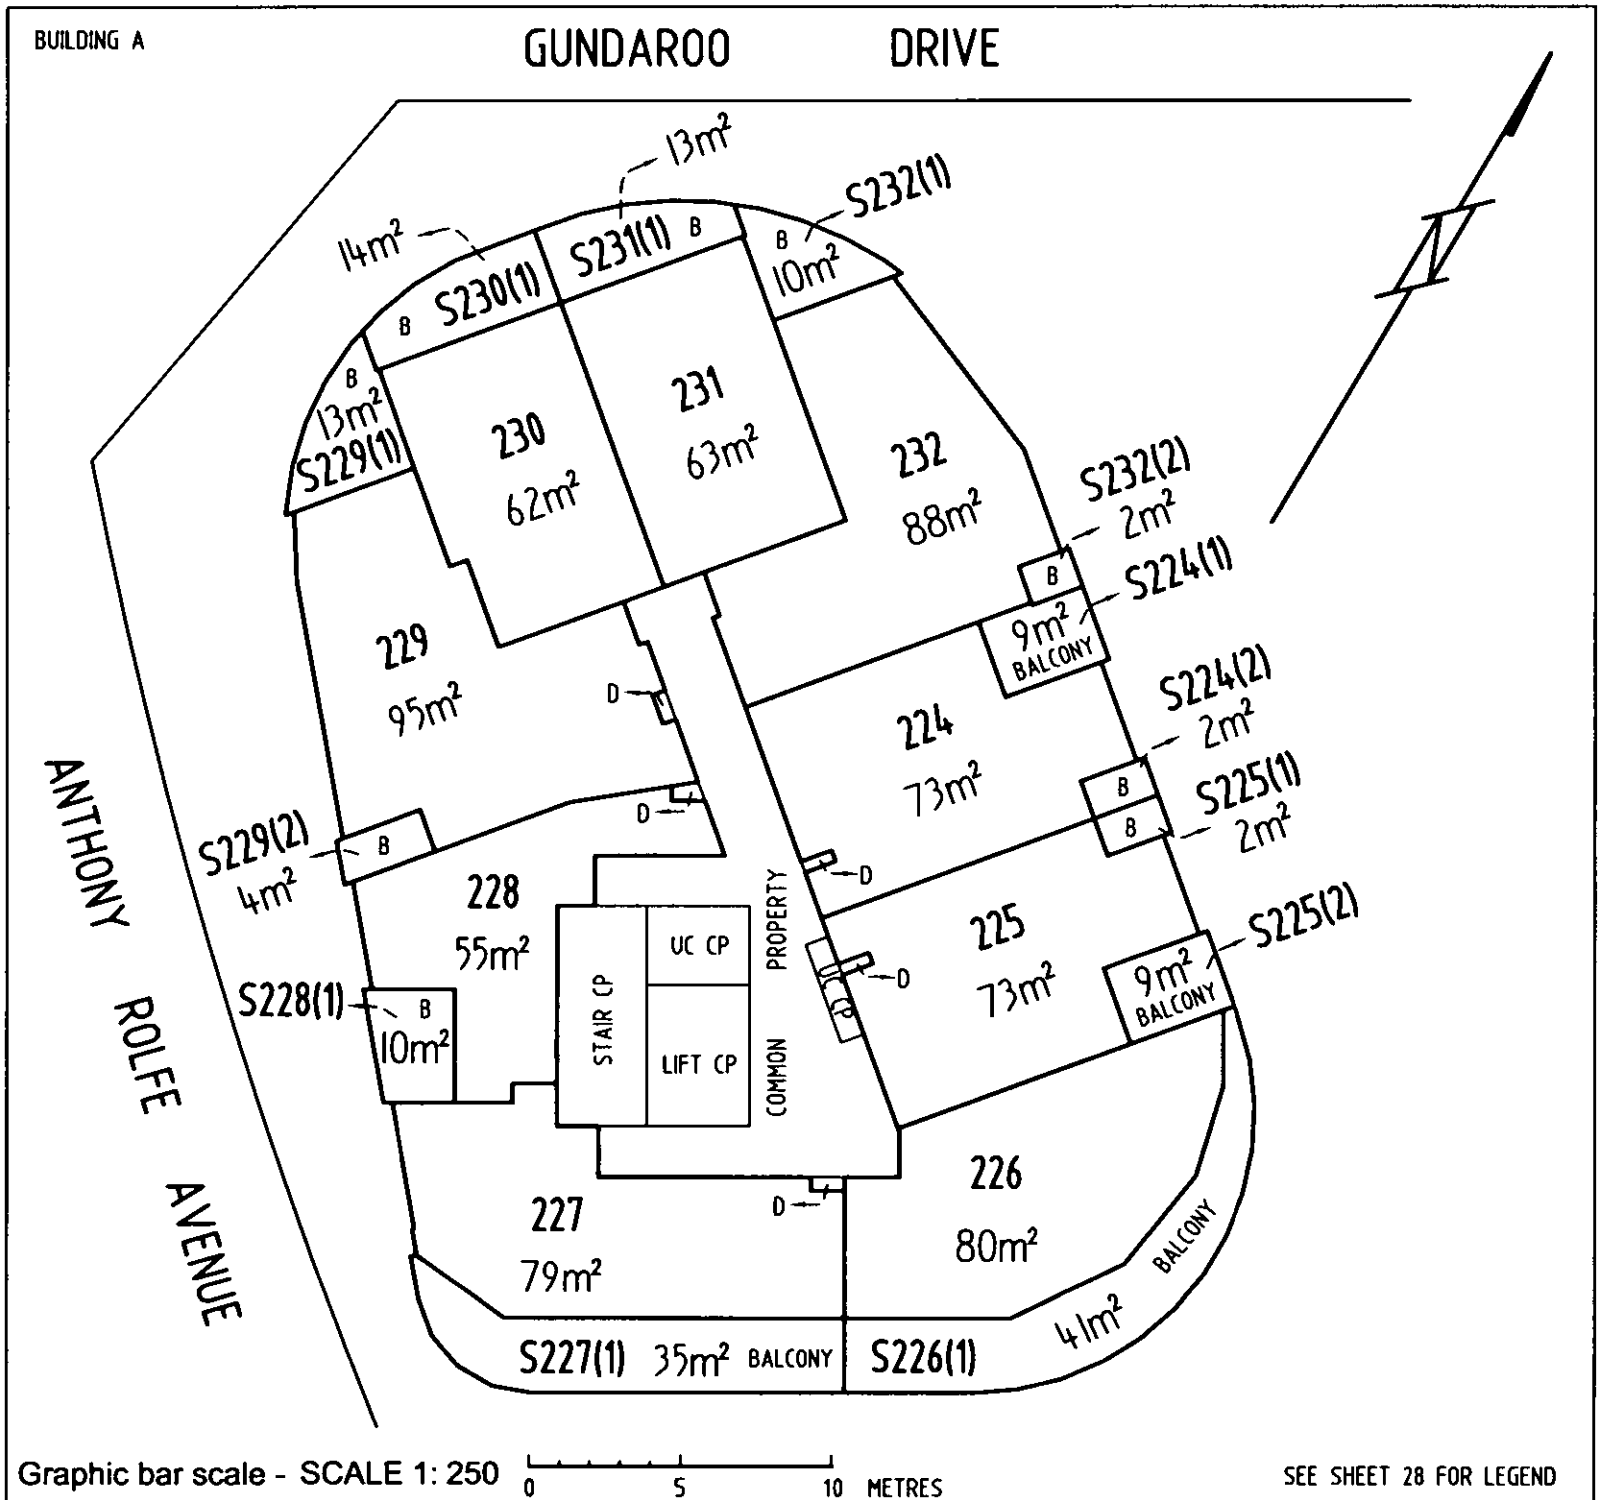 BUILDING A
GUNDAROO DRIVE
13m²
S232(1)
14m²
S231(1) B
B
10m²
S230(1)
B
B
13m²
S229(1)
231
63m²
230
62m²
232
88m²
S232(2)
2m²
B
S224(1)
9m²
BALCONY
229
95m²
D
S224(2)
2m²
224
73m²
B
S225(1)
2m²
B
D
S229(2)
4m²
B
D
228
55m²
PROPERTY
225
73m²
S225(2)
9m²
BALCONY
UC CP
UC CP
D
S228(1)
B
10m²
STAIR CP
LIFT CP
COMMON
ANTHONY
ROLFE
AVENUE
226
80m²
D
227
79m²
BALCONY
41m²
S227(1) 35m² BALCONY
S226(1)
Graphic bar scale - SCALE 1: 250
0 5 10 METRES
SEE SHEET 28 FOR LEGEND